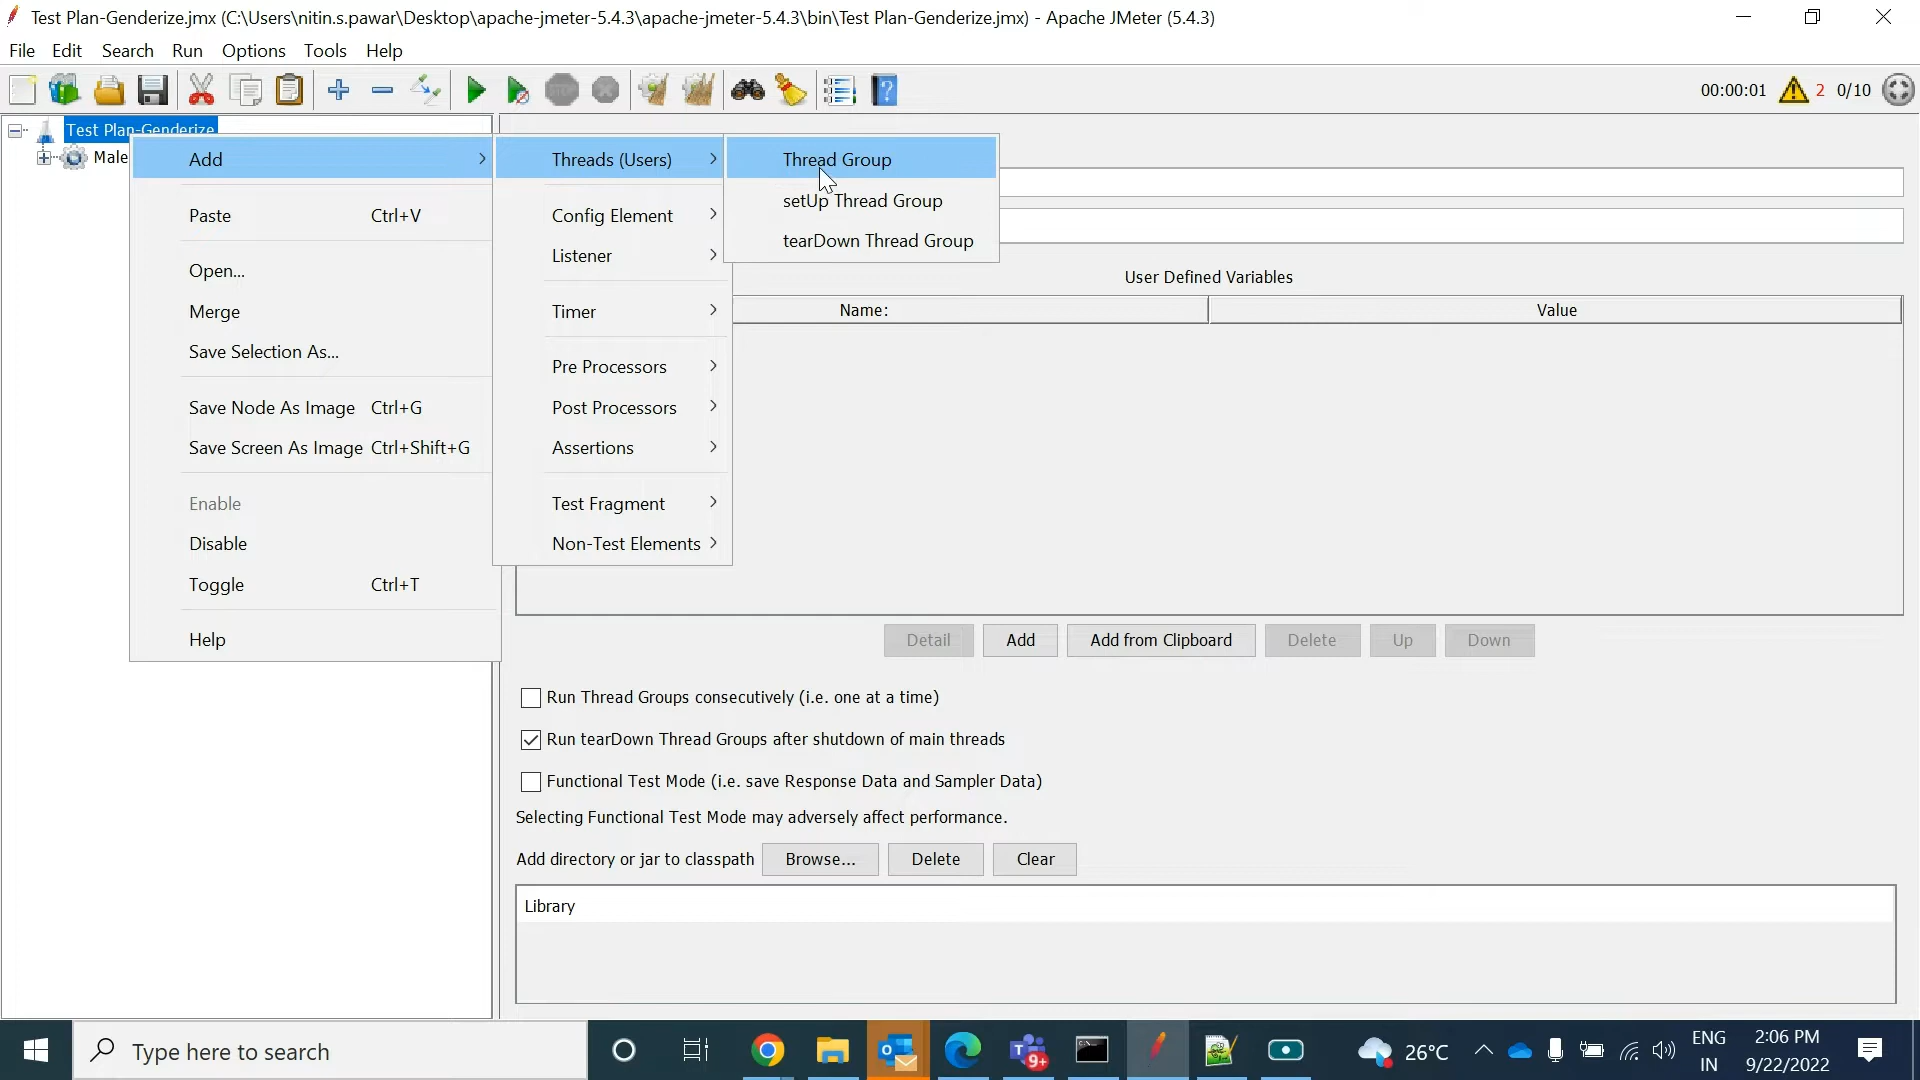 Test Plan-Genderize.jmx (C:\Users\nitin.s.pawar\Desktop\apache-jmeter-5.4.3\apache-jmeter-5.4.3\bin\Test Plan-Genderize.jmx) - Apache JMeter (5.4.3)
File Edit Search Run Options Tools Help
STOP 00:00:01 2 0/10
Test Plan-Genderize
Male
Add
Paste Ctrl+V
Open...
Merge
Save Selection As...
Save Node As Image Ctrl+G
Save Screen As Image Ctrl+Shift+G
Enable
Disable
Toggle Ctrl+T
Help
Threads (Users)
Config Element
Listener
Timer
Pre Processors
Post Processors
Assertions
Test Fragment
Non-Test Elements
Thread Group
setUp Thread Group
tearDown Thread Group
User Defined Variables
Name: Value
Detail Add Add from Clipboard Delete Up Down
Run Thread Groups consecutively (i.e. one at a time)
Run tearDown Thread Groups after shutdown of main threads
Functional Test Mode (i.e. save Response Data and Sampler Data)
Selecting Functional Test Mode may adversely affect performance.
Add directory or jar to classpath Browse... Delete Clear
Library
Type here to search
9+
26°C
ENG
IN
2:06 PM
9/22/2022